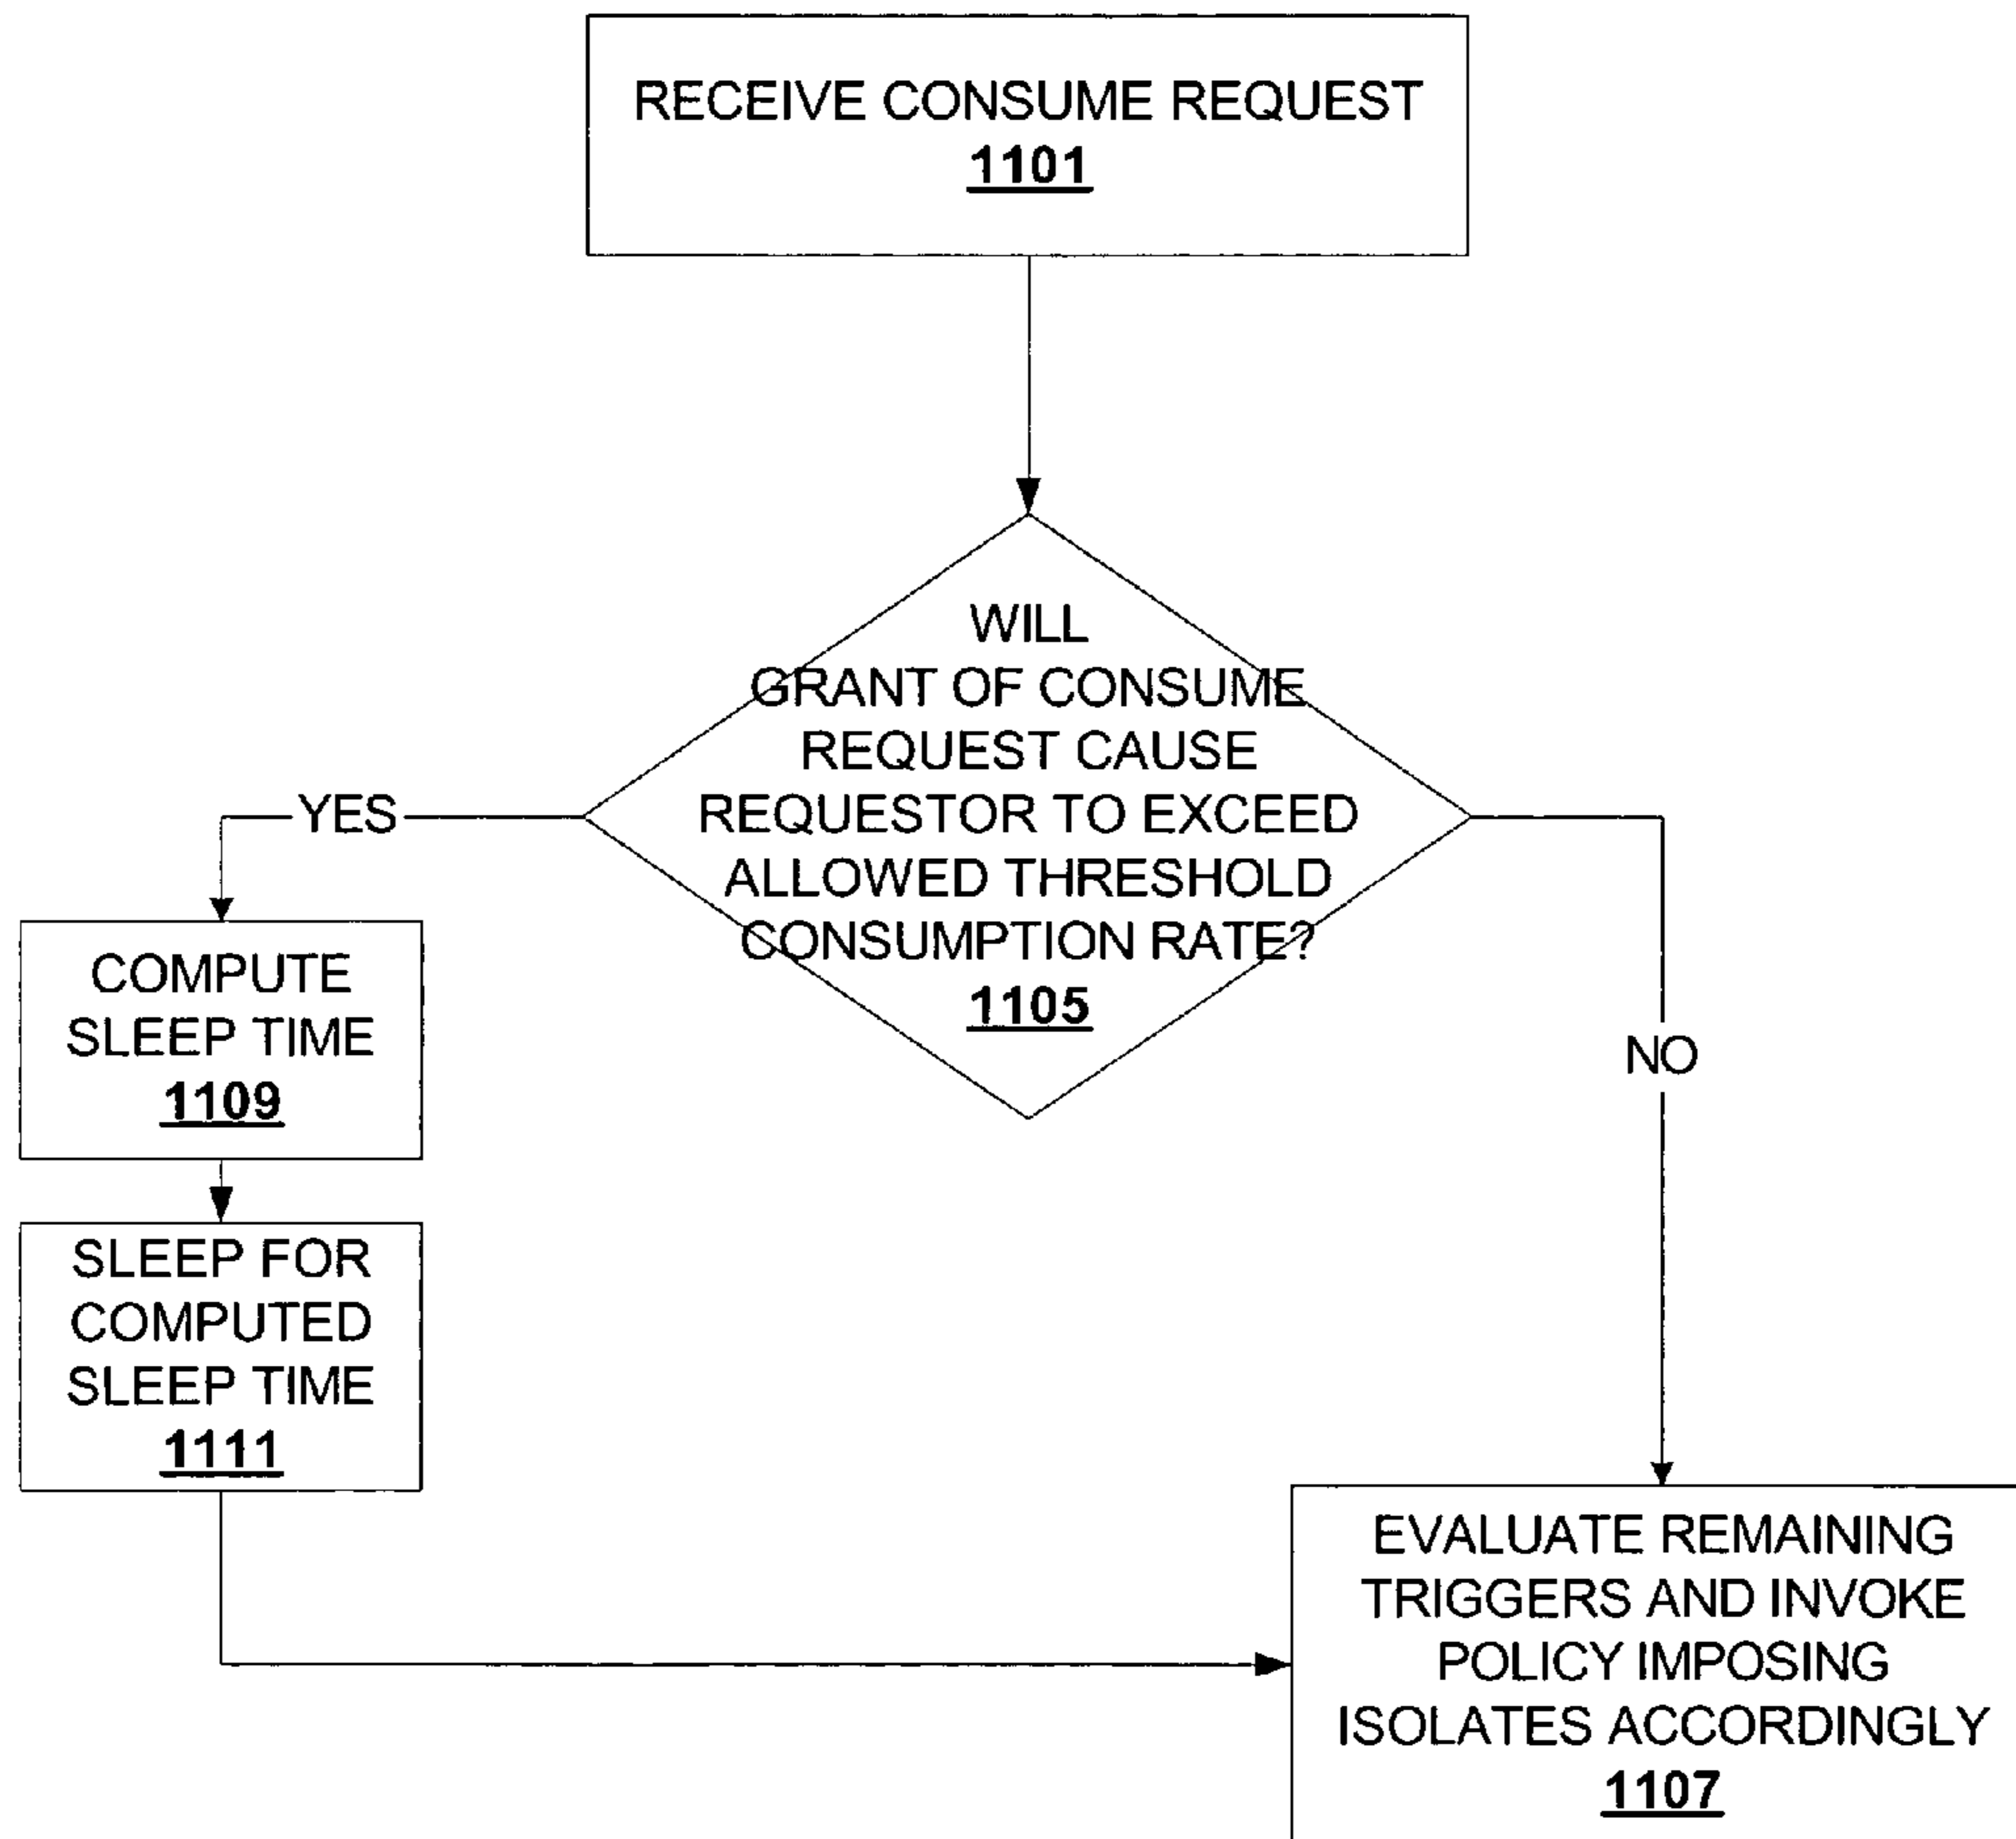 RECEIVE CONSUME REQUEST
1101
WILL
GRANT OF CONSUME
REQUEST CAUSE
REQUESTOR TO EXCEED
ALLOWED THRESHOLD
CONSUMPTION RATE?
1105
YES
NO
COMPUTE
SLEEP TIME
1109
SLEEP FOR
COMPUTED
SLEEP TIME
1111
EVALUATE REMAINING
TRIGGERS AND INVOKE
POLICY IMPOSING
ISOLATES ACCORDINGLY
1107